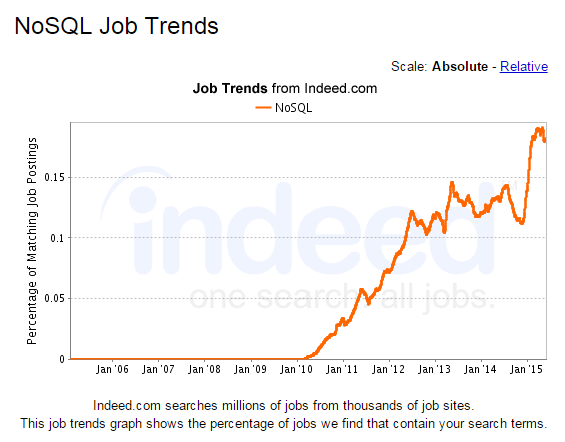 NoSQL Job Trends
Scale: Absolute - Relative
Job Trends from Indeed.com
NoSQL
Percentage of Matching Job Postings
0.15
0.1
0.05
0
indeed
one search. all jobs.
Jan '06 Jan '07 Jan '08 Jan '09 Jan '10 Jan '11 Jan '12 Jan '13 Jan '14 Jan '15
Indeed.com searches millions of jobs from thousands of job sites.
This job trends graph shows the percentage of jobs we find that contain your search terms.